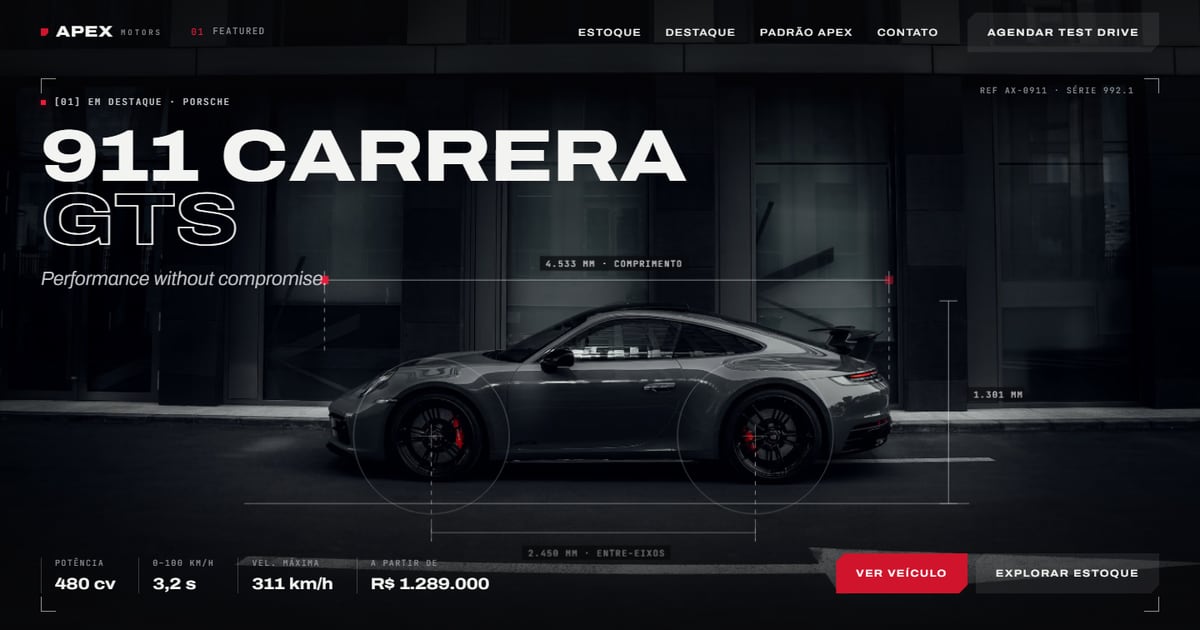 APEX MOTORS
01 FEATURED
ESTOQUE
DESTAQUE
PADRÃO APEX
CONTATO
AGENDAR TEST DRIVE
REF AX-0911 · SÉRIE 992.1
[01] EM DESTAQUE · PORSCHE
911 CARRERA
GTS
Performance without compromise
4.533 MM · COMPRIMENTO
1.301 MM
2.450 MM · ENTRE-EIXOS
POTÊNCIA
480 cv
0-100 KM/H
3,2 s
VEL. MÁXIMA
311 km/h
A PARTIR DE
R$ 1.289.000
VER VEÍCULO
EXPLORAR ESTOQUE